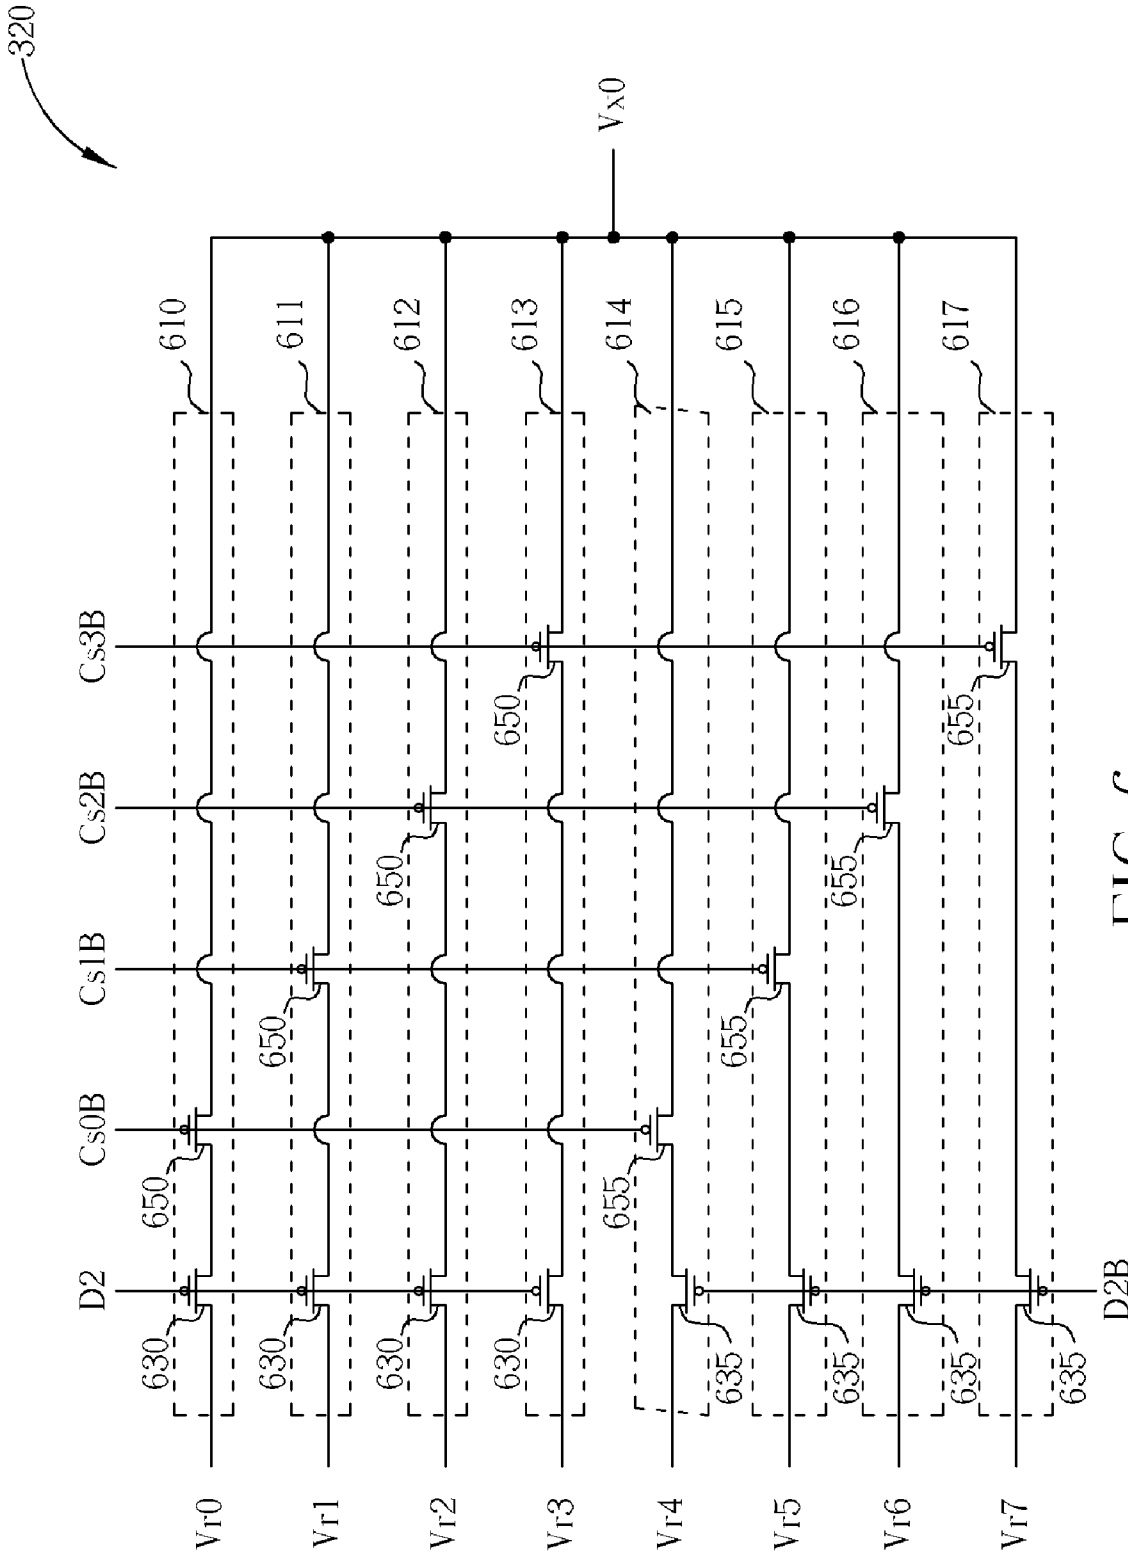 320
D2 Cs0B Cs1B Cs2B Cs3B
Vr0 630 650 610
Vr1 630 650 611
Vr2 630 650 612
Vr3 630 650 613
Vx0
Vr4 635 655 614
Vr5 635 655 615
Vr6 635 655 616
Vr7 635 655 617
D2B
FIG. 6